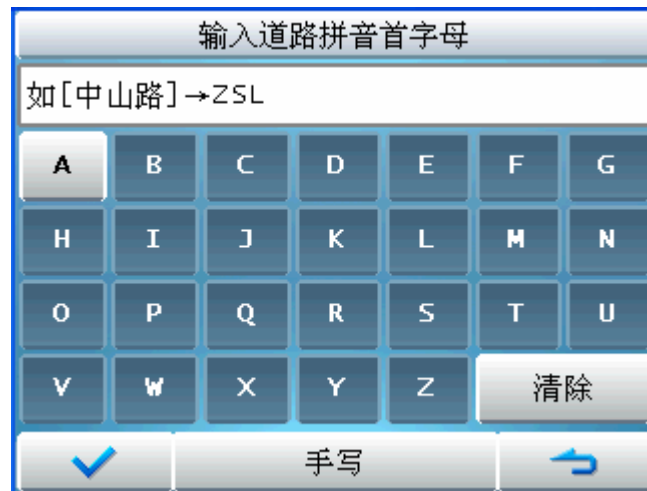 输入道路拼音首字母
如[中山路]→ZSL
A B C D E F G
H I J K L M N
O P Q R S T U
V W X Y Z 清除
手写